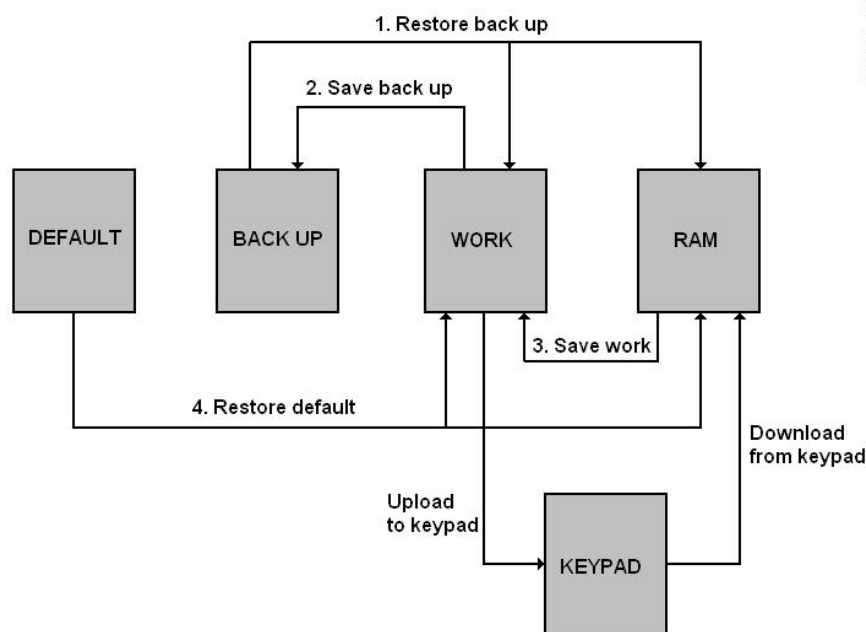 1. Restore back up
2. Save back up
DEFAULT
BACK UP
WORK
RAM
3. Save work
4. Restore default
Download
from keypad
Upload
to keypad
KEYPAD